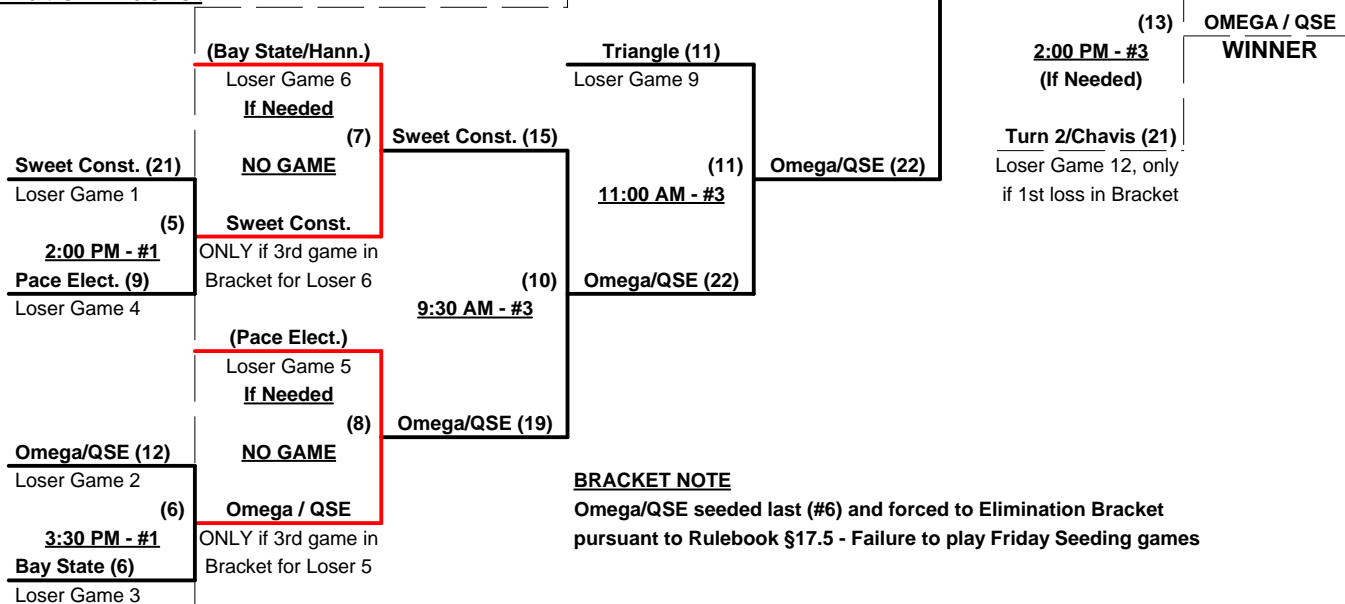 (13) OMEGA / QSE
(Bay State/Hann.) Triangle (11) 2:00 PM - #3 WINNER
Loser Game 6 Loser Game 9 (If Needed)
If Needed
(7) Sweet Const. (15) Turn 2/Chavis (21)
Sweet Const. (21) NO GAME (11) Omega/QSE (22) Loser Game 12, only
Loser Game 1 11:00 AM - #3 if 1st loss in Bracket
(5) Sweet Const.
2:00 PM - #1 ONLY if 3rd game in
Pace Elect. (9) Bracket for Loser 6 (10) Omega/QSE (22)
Loser Game 4 9:30 AM - #3
(Pace Elect.)
Loser Game 5
If Needed
(8) Omega/QSE (19)
Omega/QSE (12) NO GAME
Loser Game 2 BRACKET NOTE
(6) Omega / QSE Omega/QSE seeded last (#6) and forced to Elimination Bracket
3:30 PM - #1 ONLY if 3rd game in pursuant to Rulebook §17.5 - Failure to play Friday Seeding games
Bay State (6) Bracket for Loser 5
Loser Game 3